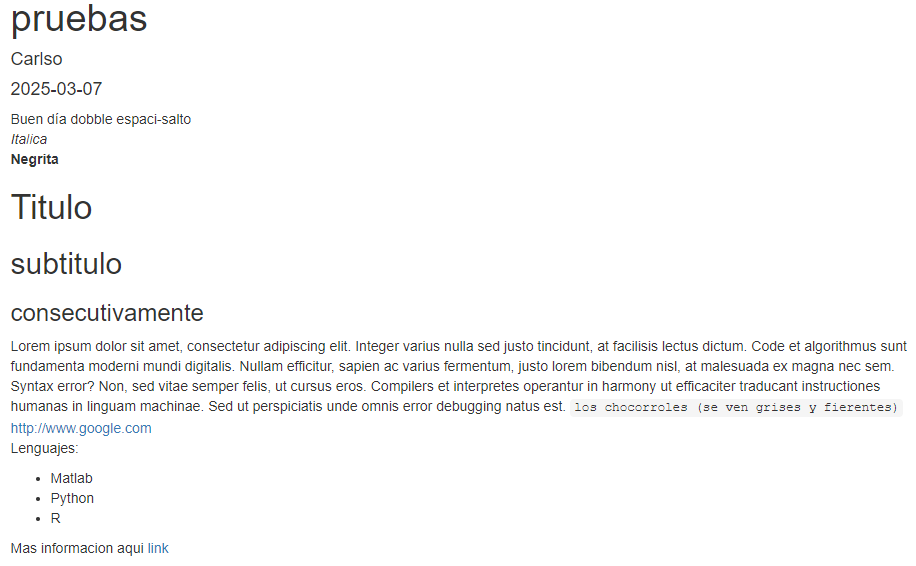 pruebas
Carlso
2025-03-07
Buen día dobble espaci-salto
Italica
Negrita
Titulo
subtitulo
consecutivamente
Lorem ipsum dolor sit amet, consectetur adipiscing elit. Integer varius nulla sed justo tincidunt, at facilisis lectus dictum. Code et algorithmus sunt
fundamenta moderni mundi digitalis. Nullam efficitur, sapien ac varius fermentum, justo lorem bibendum nisl, at malesuada ex magna nec sem.
Syntax error? Non, sed vitae semper felis, ut cursus eros. Compilers et interpretes operantur in harmony ut efficaciter traducant instructiones
humanas in linguam machinae. Sed ut perspiciatis unde omnis error debugging natus est. los chocorroles (se ven grises y fierentes)
http://www.google.com
Lenguajes:
• Matlab
• Python
• R
Mas informacion aqui link